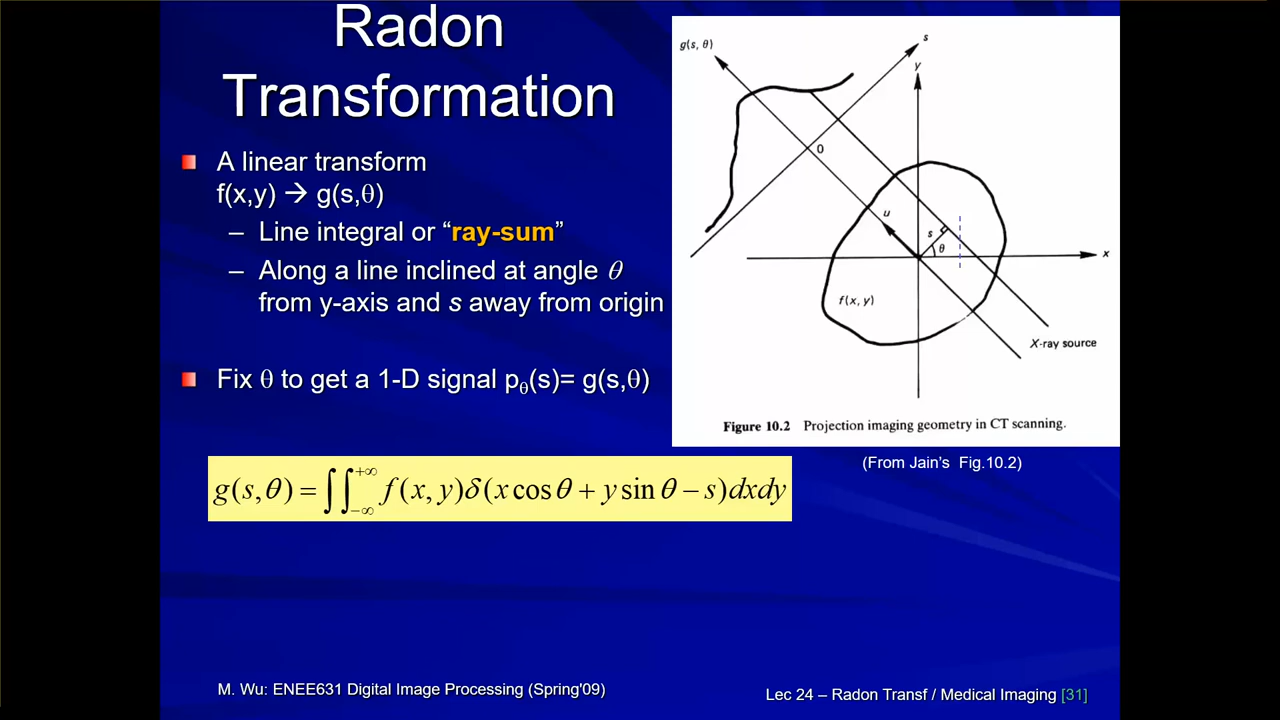 Radon
Transformation
A linear transform
f(x,y) → g(s,θ)
– Line integral or “ray-sum”
– Along a line inclined at angle θ
from y-axis and s away from origin
Fix θ to get a 1-D signal pθ(s)= g(s,θ)
g(s,θ) = ∫∫−∞+∞ f(x,y)δ(x cosθ + y sinθ − s)dxdy
g(s, θ)
s
y
0
u
s
θ
x
f(x, y)
X-ray source
Figure 10.2 Projection imaging geometry in CT scanning.
(From Jain’s Fig.10.2)
M. Wu: ENEE631 Digital Image Processing (Spring'09)
Lec 24 – Radon Transf / Medical Imaging [31]